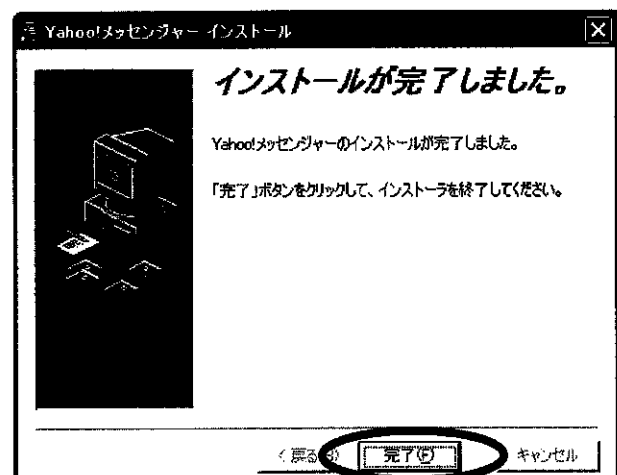 Yahoo!メッセンジャー インストール
インストールが完了しました。
Yahoo!メッセンジャーのインストールが完了しました。
「完了」ボタンをクリックして、インストーラを終了してください。
< 戻る(B) 完了(F) キャンセル